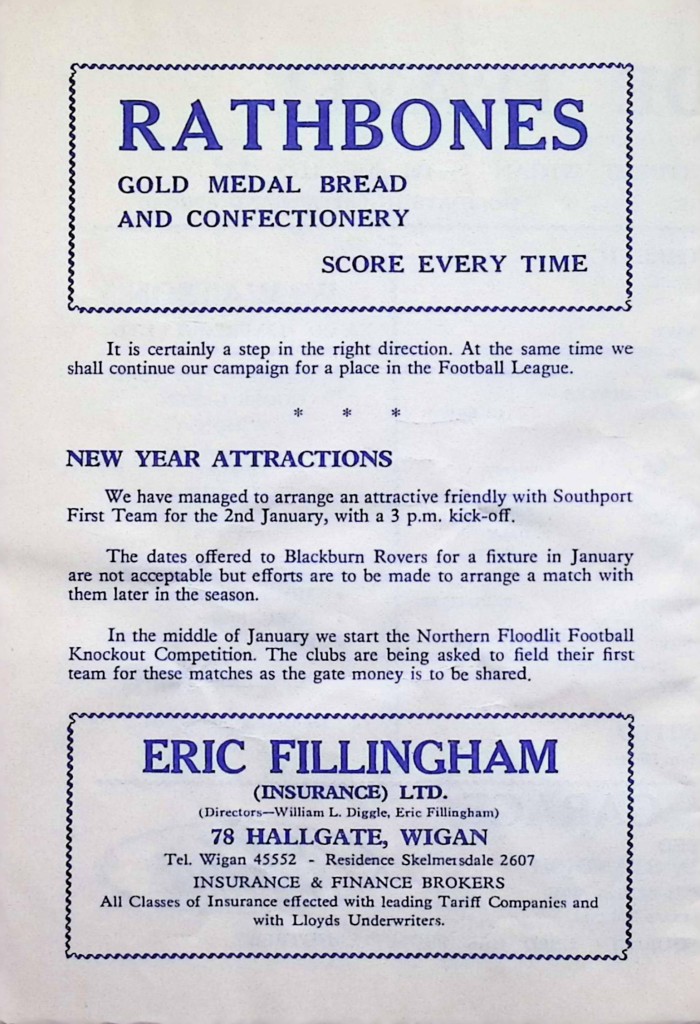 RATHBONES
GOLD MEDAL BREAD
AND CONFECTIONERY
SCORE EVERY TIME
It is certainly a step in the right direction. At the same time we
shall continue our campaign for a place in the Football League.
* * *
NEW YEAR ATTRACTIONS
We have managed to arrange an attractive friendly with Southport
First Team for the 2nd January, with a 3 p.m. kick-off.
The dates offered to Blackburn Rovers for a fixture in January
are not acceptable but efforts are to be made to arrange a match with
them later in the season.
In the middle of January we start the Northern Floodlit Football
Knockout Competition. The clubs are being asked to field their first
team for these matches as the gate money is to be shared.
ERIC FILLINGHAM
(INSURANCE) LTD.
(Directors—William L. Diggle, Eric Fillingham)
78 HALLGATE, WIGAN
Tel. Wigan 45552 - Residence Skelmersdale 2607
INSURANCE & FINANCE BROKERS
All Classes of Insurance effected with leading Tariff Companies and
with Lloyds Underwriters.